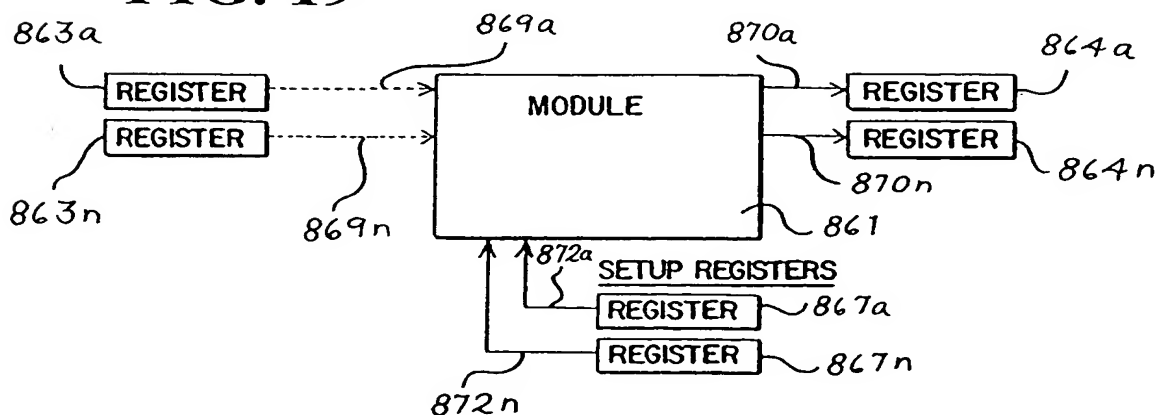 863a
869a
870a
864a
REGISTER
MODULE
REGISTER
REGISTER
REGISTER
863n
869n
870n
864n
861
872a
SETUP REGISTERS
REGISTER
867a
REGISTER
867n
872n